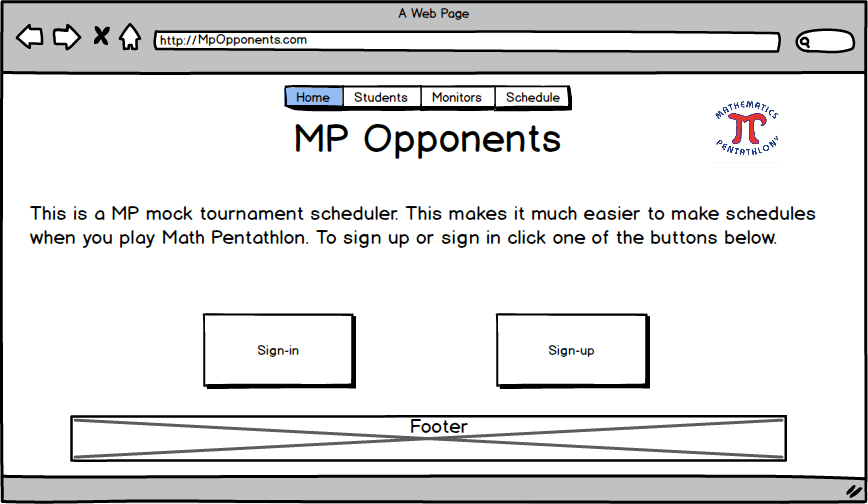 A Web Page
http://MpOpponents.com
Home Students Monitors Schedule
MP Opponents
MATHEMATICS
PENTATHLON®
This is a MP mock tournament scheduler. This makes it much easier to make schedules
when you play Math Pentathlon. To sign up or sign in click one of the buttons below.
Sign-in Sign-up
Footer